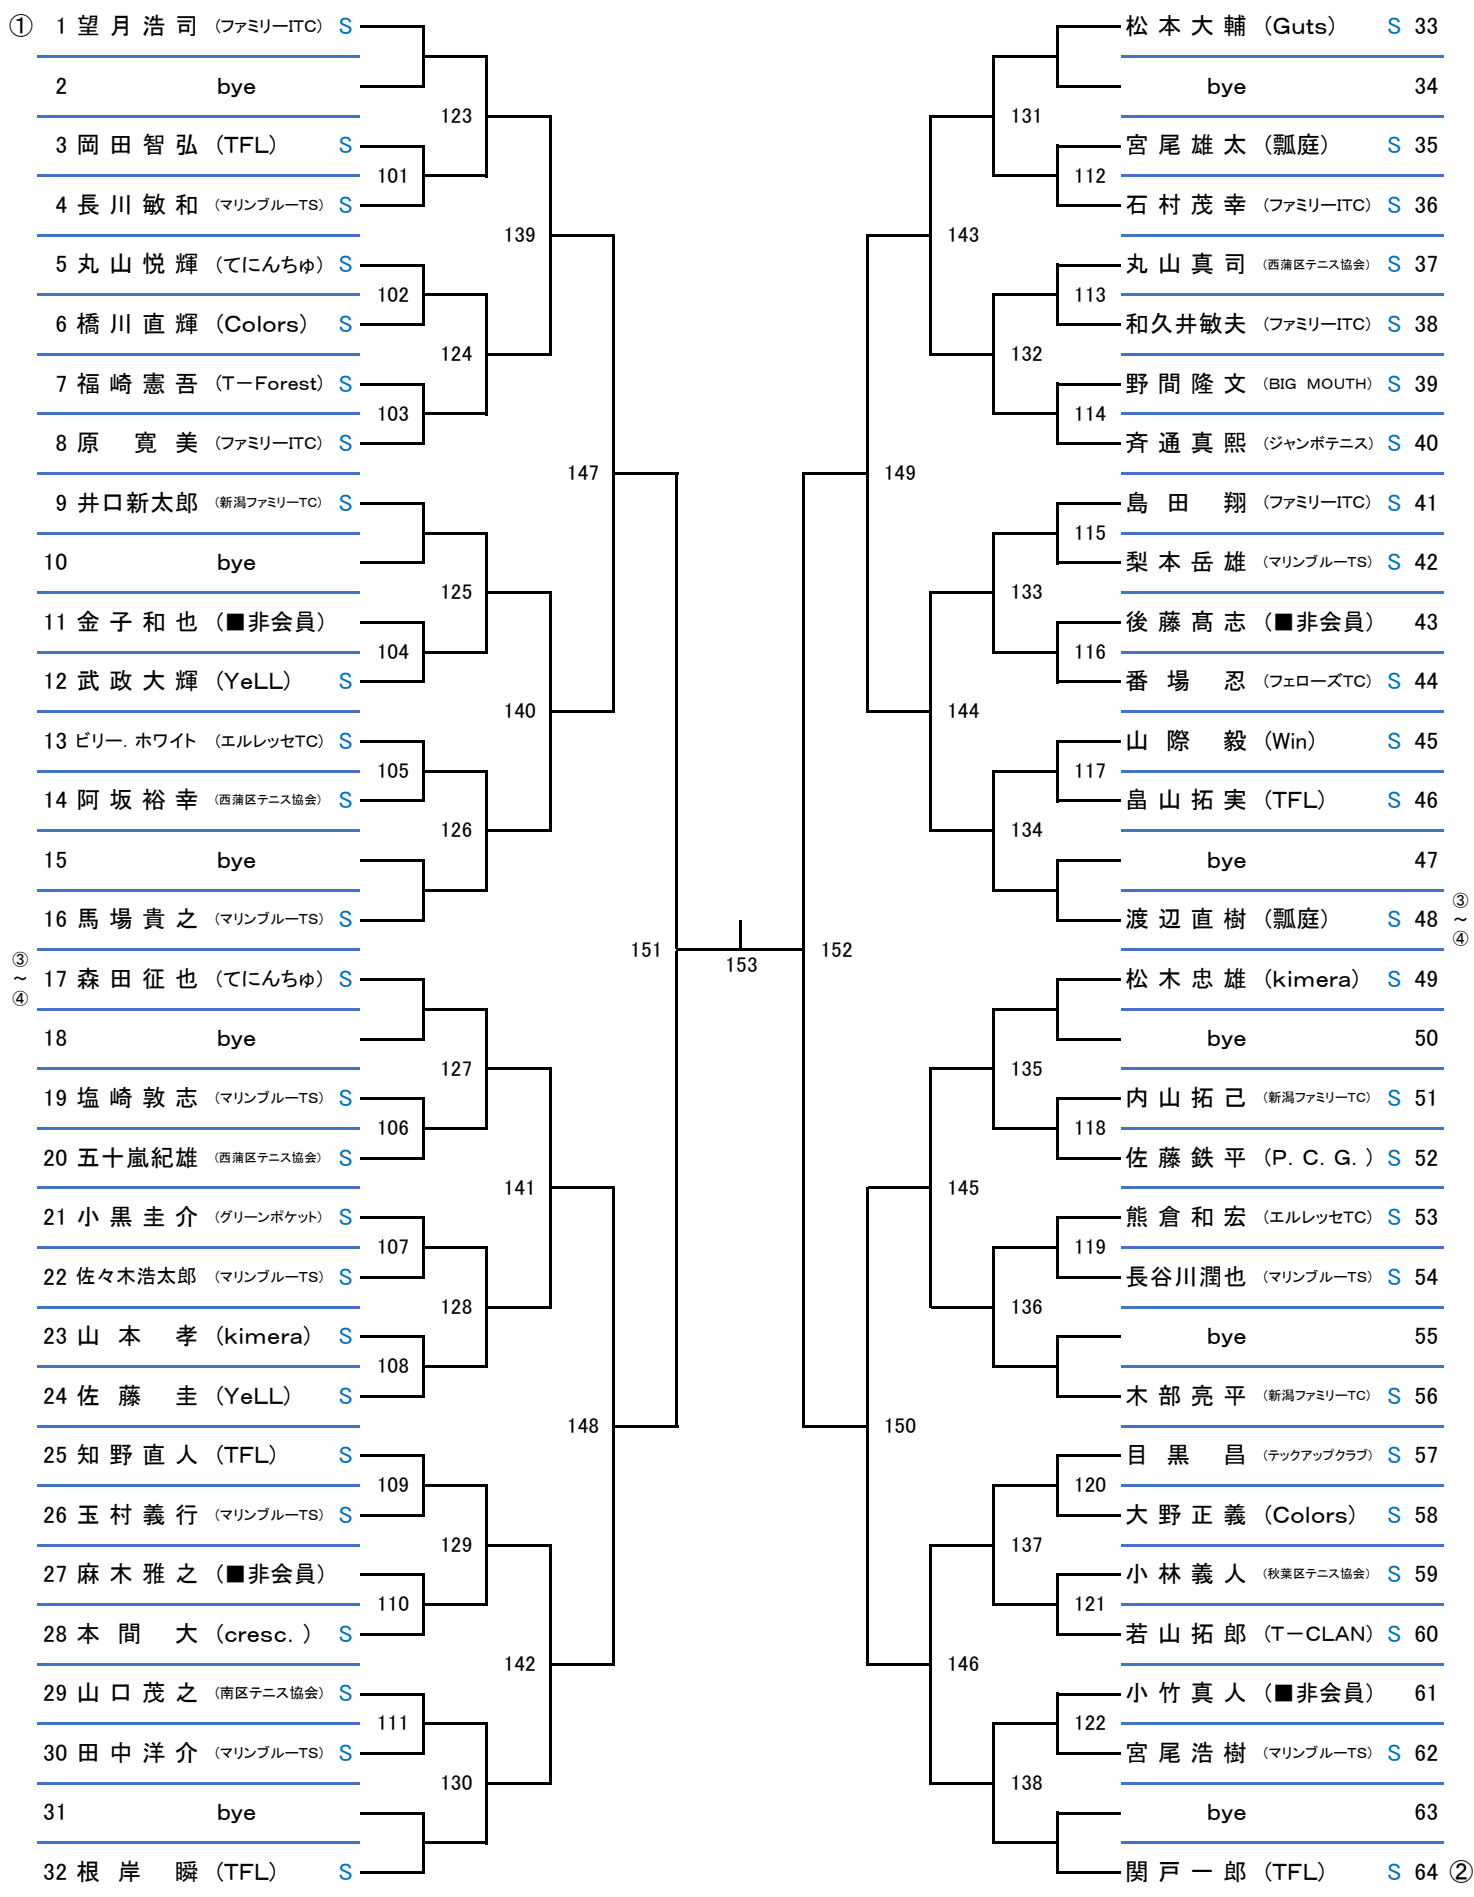 ① 1 望月浩司 (ファミリーITC) S
2 bye
123
3 岡田智弘 (TFL) S
101
4 長川敏和 (マリンブルーTS) S
139
5 丸山悦輝 (てにんちゅ) S
102
6 橋川直輝 (Colors) S
124
7 福崎憲吾 (T－Forest) S
103
8 原寛美 (ファミリーITC) S
147
9 井口新太郎 (新潟ファミリーTC) S
10 bye
125
11 金子和也 (■非会員)
104
12 武政大輝 (YeLL) S
140
13 ビリー．ホワイト (エルレッセTC) S
105
14 阿坂裕幸 (西蒲区テニス協会) S
126
15 bye
16 馬場貴之 (マリンブルーTS) S
151
③
～
④
17 森田征也 (てにんちゅ) S
18 bye
127
19 塩崎敦志 (マリンブルーTS) S
106
20 五十嵐紀雄 (西蒲区テニス協会) S
141
21 小黒圭介 (グリーンポケット) S
107
22 佐々木浩太郎 (マリンブルーTS) S
128
23 山本孝 (kimera) S
108
24 佐藤圭 (YeLL) S
148
25 知野直人 (TFL) S
109
26 玉村義行 (マリンブルーTS) S
129
27 麻木雅之 (■非会員)
110
28 本間大 (cresc.) S
142
29 山口茂之 (南区テニス協会) S
111
30 田中洋介 (マリンブルーTS) S
130
31 bye
32 根岸瞬 (TFL) S
153
松本大輔 (Guts) S 33
bye 34
131
宮尾雄太 (瓢庭) S 35
112
石村茂幸 (ファミリーITC) S 36
143
丸山真司 (西蒲区テニス協会) S 37
113
和久井敏夫 (ファミリーITC) S 38
132
野間隆文 (BIG MOUTH) S 39
114
斉通真熙 (ジャンボテニス) S 40
149
島田翔 (ファミリーITC) S 41
115
梨本岳雄 (マリンブルーTS) S 42
133
後藤髙志 (■非会員) 43
116
番場忍 (フェローズTC) S 44
144
山際毅 (Win) S 45
117
畠山拓実 (TFL) S 46
134
bye 47
渡辺直樹 (瓢庭) S 48
③
～
④
152
松木忠雄 (kimera) S 49
bye 50
135
内山拓己 (新潟ファミリーTC) S 51
118
佐藤鉄平 (P.C.G.) S 52
145
熊倉和宏 (エルレッセTC) S 53
119
長谷川潤也 (マリンブルーTS) S 54
136
bye 55
木部亮平 (新潟ファミリーTC) S 56
150
目黒昌 (テックアップクラブ) S 57
120
大野正義 (Colors) S 58
137
小林義人 (秋葉区テニス協会) S 59
121
若山拓郎 (T－CLAN) S 60
146
小竹真人 (■非会員) 61
122
宮尾浩樹 (マリンブルーTS) S 62
138
bye 63
関戸一郎 (TFL) S 64 ②